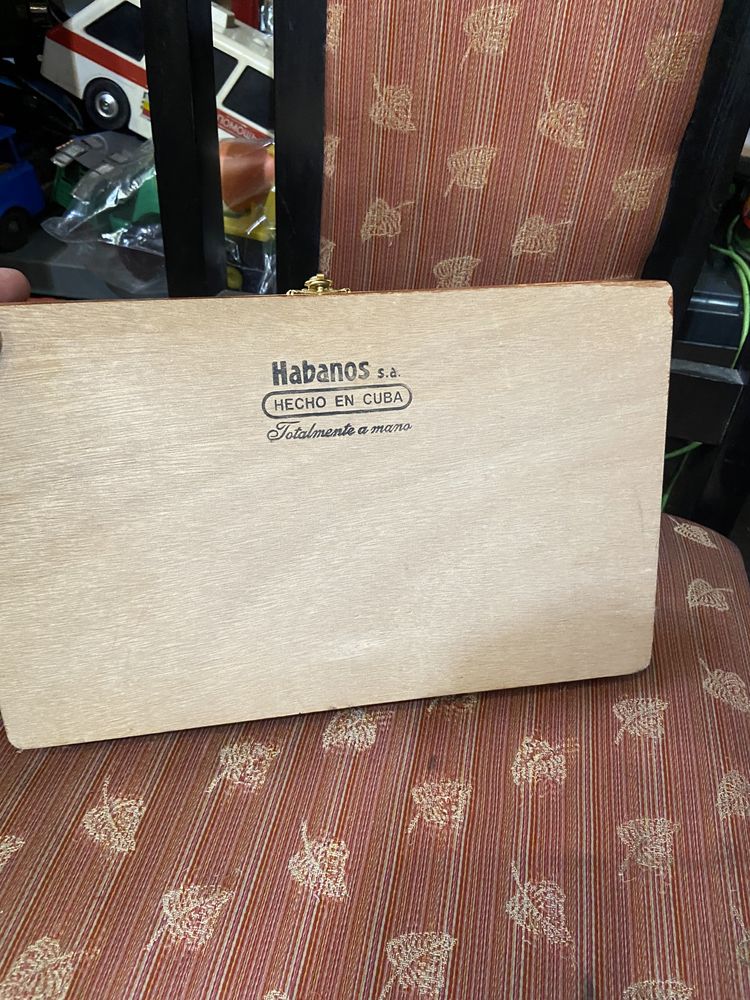 Habanos s.a.
HECHO EN CUBA
Totalmente a mano